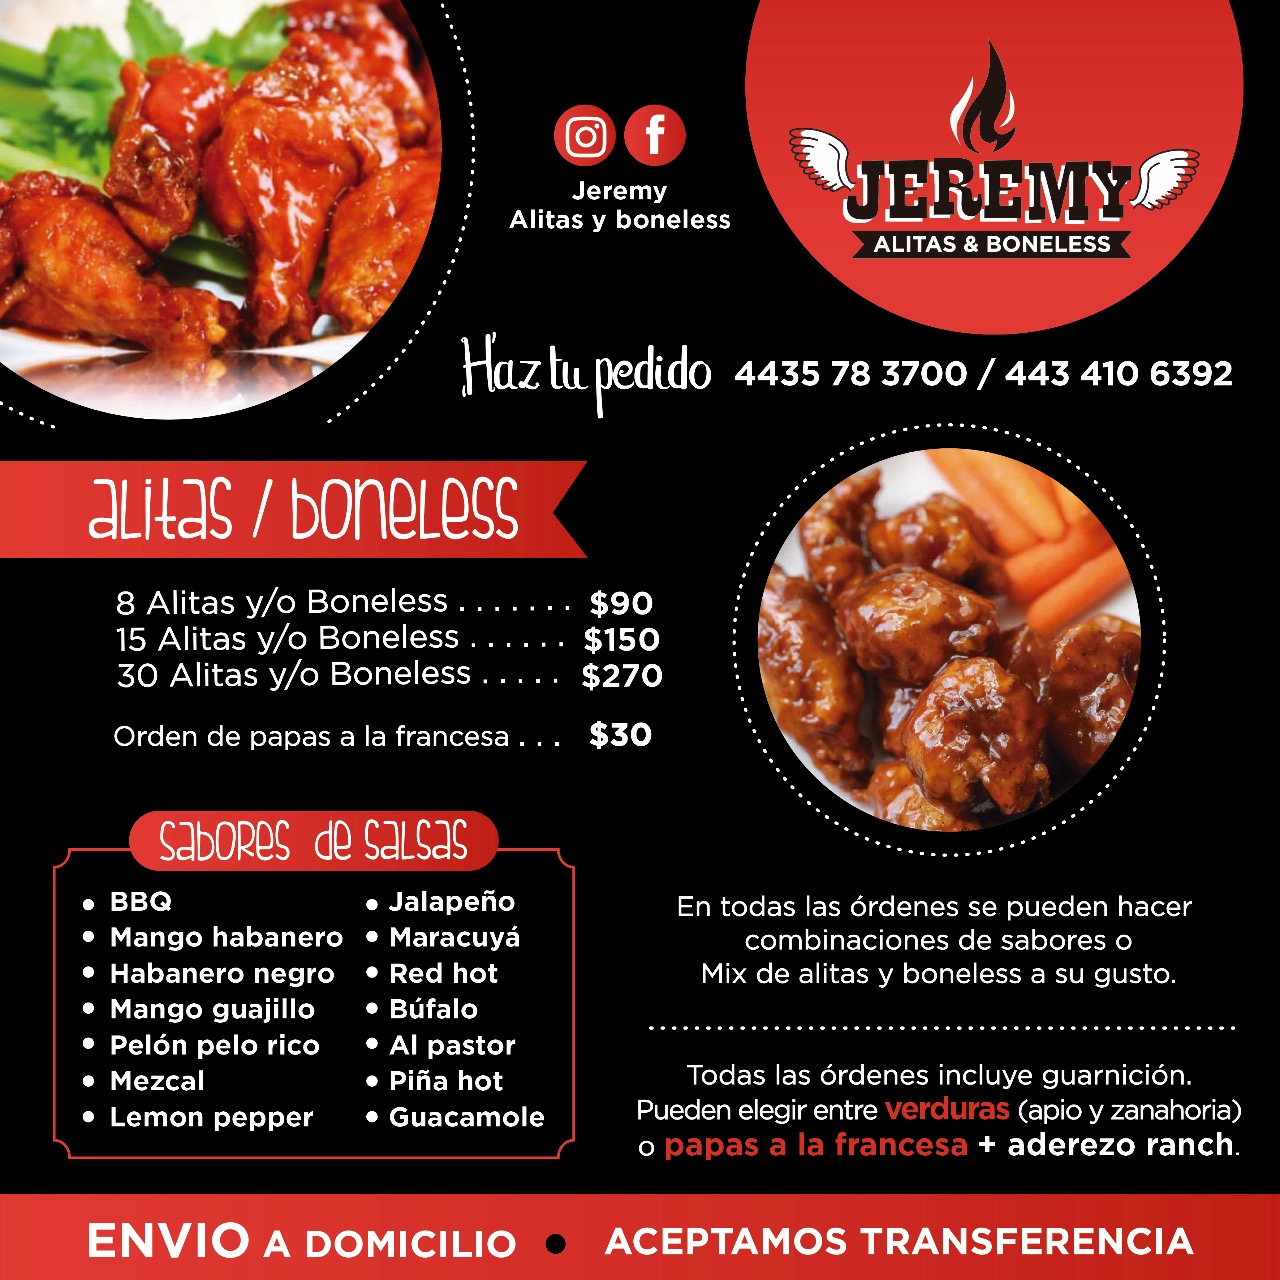 Jeremy
Alitas y boneless
JEREMY
ALITAS & BONELESS
Haz tu pedido 4435 78 3700 / 443 410 6392
alitas / boneless
8 Alitas y/o Boneless ....... $90
15 Alitas y/o Boneless ...... $150
30 Alitas y/o Boneless ..... $270
Orden de papas a la francesa ... $30
sabores de salsas
• BBQ
• Mango habanero
• Habanero negro
• Mango guajillo
• Pelón pelo rico
• Mezcal
• Lemon pepper
• Jalapeño
• Maracuyá
• Red hot
• Búfalo
• Al pastor
• Piña hot
• Guacamole
En todas las órdenes se pueden hacer
combinaciones de sabores o
Mix de alitas y boneless a su gusto.
Todas las órdenes incluye guarnición.
Pueden elegir entre verduras (apio y zanahoria)
o papas a la francesa + aderezo ranch.
ENVIO A DOMICILIO • ACEPTAMOS TRANSFERENCIA